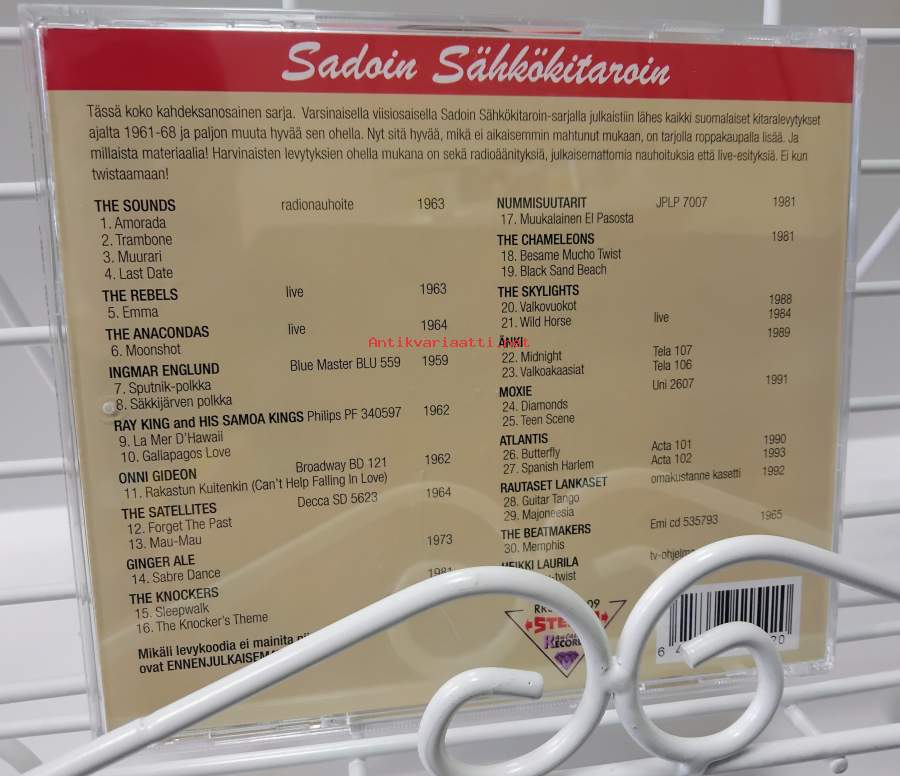 Sadoin Sähkökitaroin
Tässä koko kahdeksanosainen sarja. Varsinaisella viisiosaisella Sadoin Sähkökitaroin-sarjalla julkaistiin lähes kaikki suomalaiset kitaralevytykset
ajalta 1961-68 ja paljon muuta hyvää sen ohella. Nyt sitä hyvää, mikä ei aikaisemmin mahtunut mukaan, on tarjolla roppakaupalla lisää. Ja
millaista materiaalia! Harvinaisten levytyksien ohella mukana on sekä radioäänityksiä, julkaisemattomia nauhoituksia että live-esityksiä. Ei kun
twistaamaan!
THE SOUNDS radionauhoite 1963
1. Amorada
2. Trambone
3. Muurari
4. Last Date
THE REBELS live 1963
5. Emma
THE ANACONDAS live 1964
6. Moonshot
INGMAR ENGLUND Blue Master BLU 559 1959
7. Sputnik-polkka
8. Säkkijärven polkka
RAY KING and HIS SAMOA KINGS Philips PF 340597 1962
9. La Mer D'Hawaii
10. Gallapagos Love
ONNI GIDEON Broadway BD 121 1962
11. Rakastun Kuitenkin (Can't Help Falling In Love)
THE SATELLITES Decca SD 5623 1964
12. Forget The Past
13. Mau-Mau
GINGER ALE 1973
14. Sabre Dance
THE KNOCKERS 1981
15. Sleepwalk
16. The Knocker's Theme
Mikäli levykoodia ei mainita
ovat
NUMMISUUTARIT JPLP 7007 1981
17. Muukalainen El Pasosta
THE CHAMELEONS 1981
18. Besame Mucho Twist
19. Black Sand Beach
THE SKYLIGHTS
20. Valkovuokot 1988
21. Wild Horse live 1984
ÄNKI 1989
22. Midnight Tela 107
23. Valkoakaasiat Tela 106
MOXIE Uni 2607 1991
24. Diamonds
25. Teen Scene
ATLANTIS
26. Butterfly Acta 101 1990
27. Spanish Harlem Acta 102 1993
RAUTASET LANKASET omakustanne kasetti 1992
28. Guitar Tango
29. Majoneesia
THE BEATMAKERS Emi cd 535793 1965
30. Memphis
HEIKKI LAURILA
Antikvariaatti.net